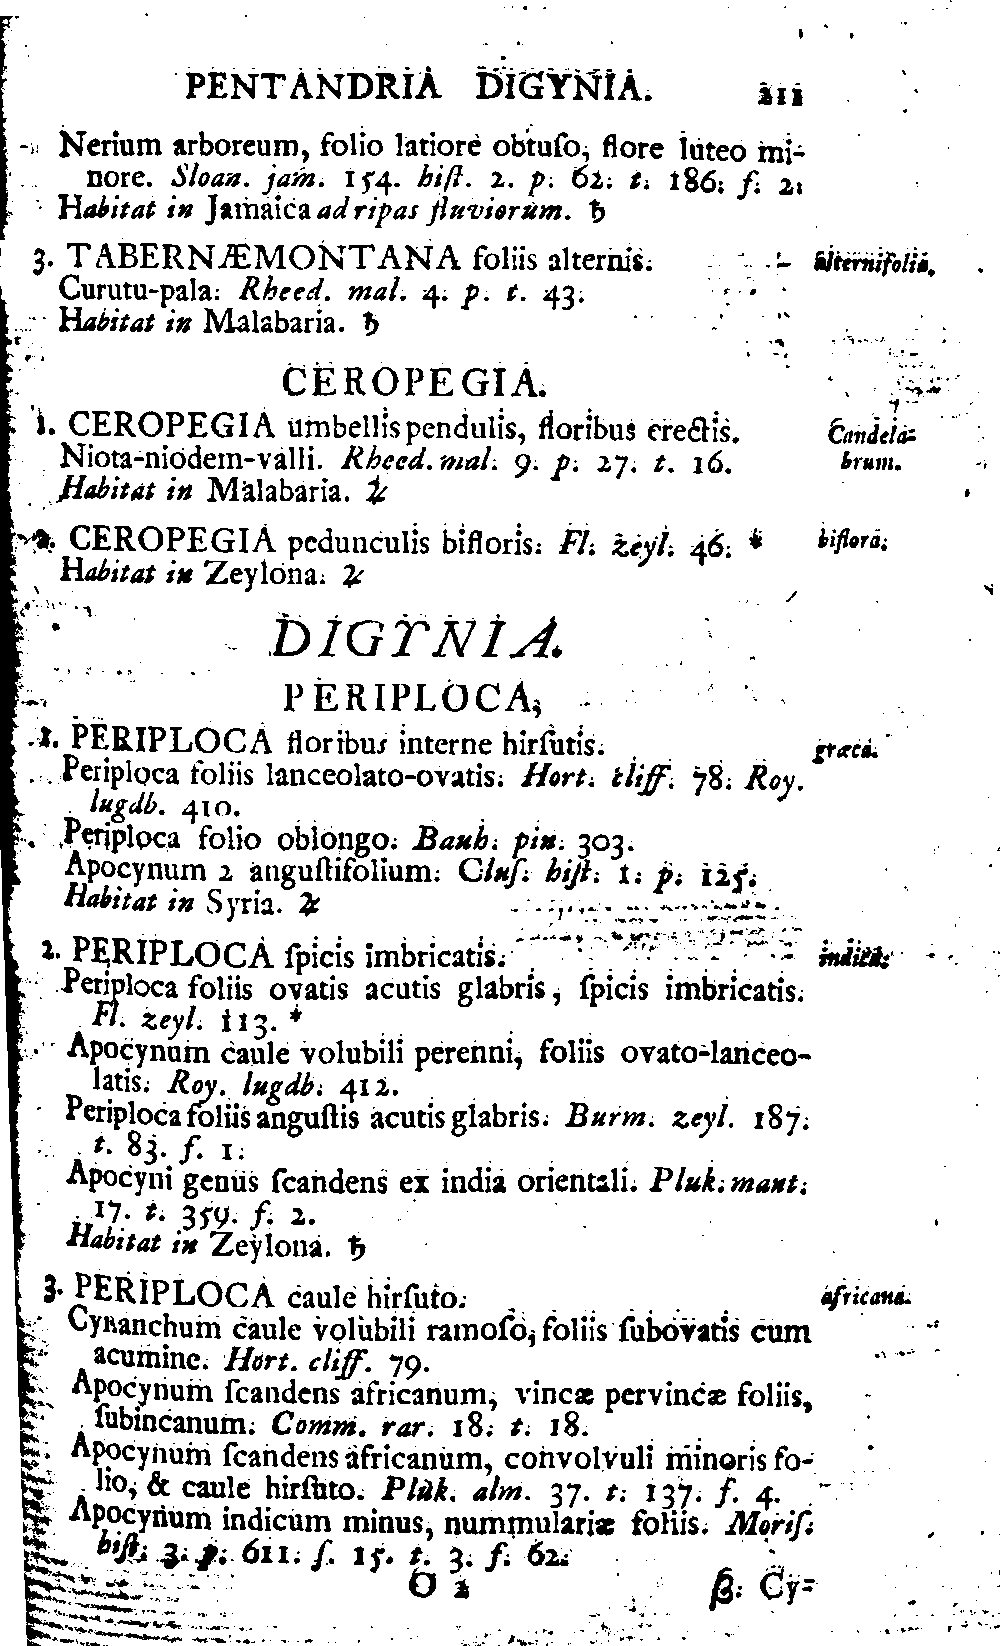 PENTANDRIA DIGYNIA. 211
Nerium arboreum, folio latiore obtuſo, flore luteo mi-
nore. Sloan. jam. 154. hiſt. 2. p. 62. t. 186. f. 2.
Habitat in Jamaica ad ripas fluviorum. ♄
3. TABERNÆMONTANA foliis alternis. alternifolia.
Curutu-pala. Rheed. mal. 4. p. t. 43.
Habitat in Malabaria. ♄
CEROPEGIA.
1. CEROPEGIA umbellis pendulis, floribus erectis. Candela-
Niota-niodem-valli. Rheed. mal. 9. p. 27. t. 16. brum.
Habitat in Malabaria. ♃
2. CEROPEGIA pedunculis bifloris. Fl. zeyl. 46. * biflora.
Habitat in Zeylona. ♃
DIGYNIA.
PERIPLOCA.
1. PERIPLOCA floribus interne hirſutis. græca.
Periploca foliis lanceolato-ovatis. Hort. cliff. 78. Roy.
lugdb. 410.
Periploca folio oblongo. Bauh. pin. 303.
Apocynum 2 anguſtifolium. Cluſ. hiſt. 1. p. 125.
Habitat in Syria. ♃
2. PERIPLOCA ſpicis imbricatis. indica.
Periploca foliis ovatis acutis glabris, ſpicis imbricatis.
Fl. zeyl. 113. *
Apocynum caule volubili perenni, foliis ovato-lanceo-
latis. Roy. lugdb. 412.
Periploca foliis anguſtis acutis glabris. Burm. zeyl. 187.
t. 83. f. 1.
Apocyni genus ſcandens ex india orientali. Pluk. mant.
17. t. 359. f. 2.
Habitat in Zeylona. ♄
3. PERIPLOCA caule hirſuto. africana.
Cynanchum caule volubili ramoſo, foliis ſubovatis cum
acumine. Hort. cliff. 79.
Apocynum ſcandens africanum, vincæ pervincæ foliis,
ſubincanum. Comm. rar. 18. t. 18.
Apocynum ſcandens africanum, convolvuli minoris fo-
lio, & caule hirſuto. Pluk. alm. 37. t. 137. f. 4.
Apocynum indicum minus, nummulariæ foliis. Moriſ.
hiſt. 3. p. 611. ſ. 15. t. 3. f. 62.
O 2 β. Cy-